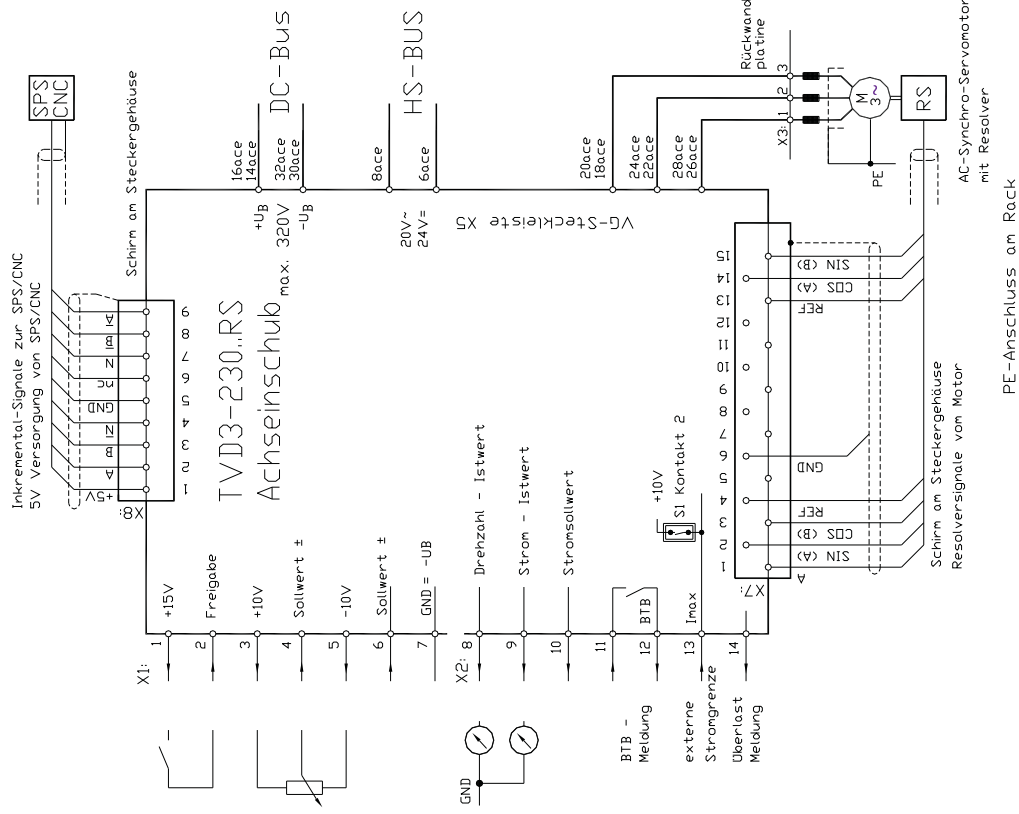 Inkremental-Signale zur SPS/CNC
5V Versorgung von SPS/CNC
SPS
CNC
Schirm am Steckergehäuse
X8:
+5V
A
B
N
GND
nc
N
B
A
1
2
3
4
5
6
7
8
9
TVD3-230..RS
Achseinschub
X1:
1
+15V
2
Freigabe
3
+10V
4
Sollwert ±
5
-10V
6
Sollwert ±
7
GND= -UB
X2:
8
Drehzahl - Istwert
9
Strom - Istwert
10
Stromsollwert
11
12
BTB
13
Imax
14
GND
BTB -
Meldung
externe
Stromgrenze
Überlast
Meldung
+10V
S1 Kontakt 2
16ace
14ace
+UB
DC-Bus
max. 320V
32ace
30ace
-UB
8ace
20V~
HS-BUS
6ace
24V=
VG-Steckleiste X5
20ace
18ace
24ace
22ace
28ace
26ace
Rückwand
platine
X3:
1
2
3
M
3~
PE
RS
AC-Synchro-Servomotor
mit Resolver
X7:
A
1
2
3
4
5
6
7
8
9
10
11
12
13
14
15
SIN (A)
COS (B)
REF
GND
REF
COS (A)
SIN (B)
Schirm am Steckergehäuse
Resolversignale vom Motor
PE-Anschluss am Rack